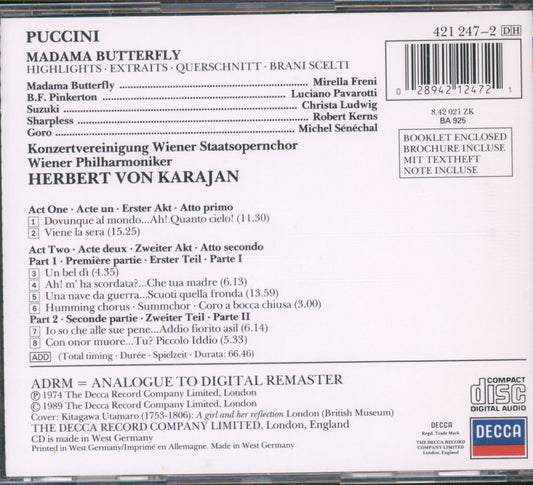 PUCCINI
421 247–2 DH
MADAMA BUTTERFLY
HIGHLIGHTS · EXTRAITS · QUERSCHNITT · BRANI SCELTI
Madama Butterfly Mirella Freni
B.F. Pinkerton Luciano Pavarotti
Suzuki Christa Ludwig
Sharpless Robert Kerns
Goro Michel Sénéchal
0 28942 12472 1
8.42 021 ZK
BA 925
BOOKLET ENCLOSED
BROCHURE INCLUSE
MIT TEXTHEFT
NOTE INCLUSE
Konzertvereinigung Wiener Staatsopernchor
Wiener Philharmoniker
HERBERT VON KARAJAN
Act One · Acte un · Erster Akt · Atto primo
1 Dovunque al mondo...Ah! Quanto cielo! (11.30)
2 Viene la sera (15.25)
Act Two · Acte deux · Zweiter Akt · Atto secondo
Part 1 · Première partie · Erster Teil · Parte I
3 Un bel dì (4.35)
4 Ah! m' ha scordata?...Che tua madre (6.13)
5 Una nave da guerra...Scuoti quella fronda (13.59)
6 Humming chorus · Summchor · Coro a bocca chiusa (3.00)
Part 2 · Seconde partie · Zweiter Teil · Parte II
7 Io so che alle sue pene...Addio fiorito asil (6.14)
8 Con onor muore...Tu? Piccolo Iddio (5.33)
ADD (Total timing · Durée · Spielzeit · Durata: 66.46)
ADRM = ANALOGUE TO DIGITAL REMASTER
Ⓟ 1974 The Decca Record Company Limited, London
© 1989 The Decca Record Company Limited, London
Cover: Kitagawa Utamaro (1753-1806): A girl and her reflection London (British Museum)
THE DECCA RECORD COMPANY LIMITED, London, England
CD is made in West Germany
Printed in West Germany/Imprimé en Allemagne. Made in West Germany
COMPACT
disc
DIGITAL AUDIO
DECCA
Regd. Trade Mark
THE DECCA RECORD
COMPANY LIMITED
London, England
DECCA